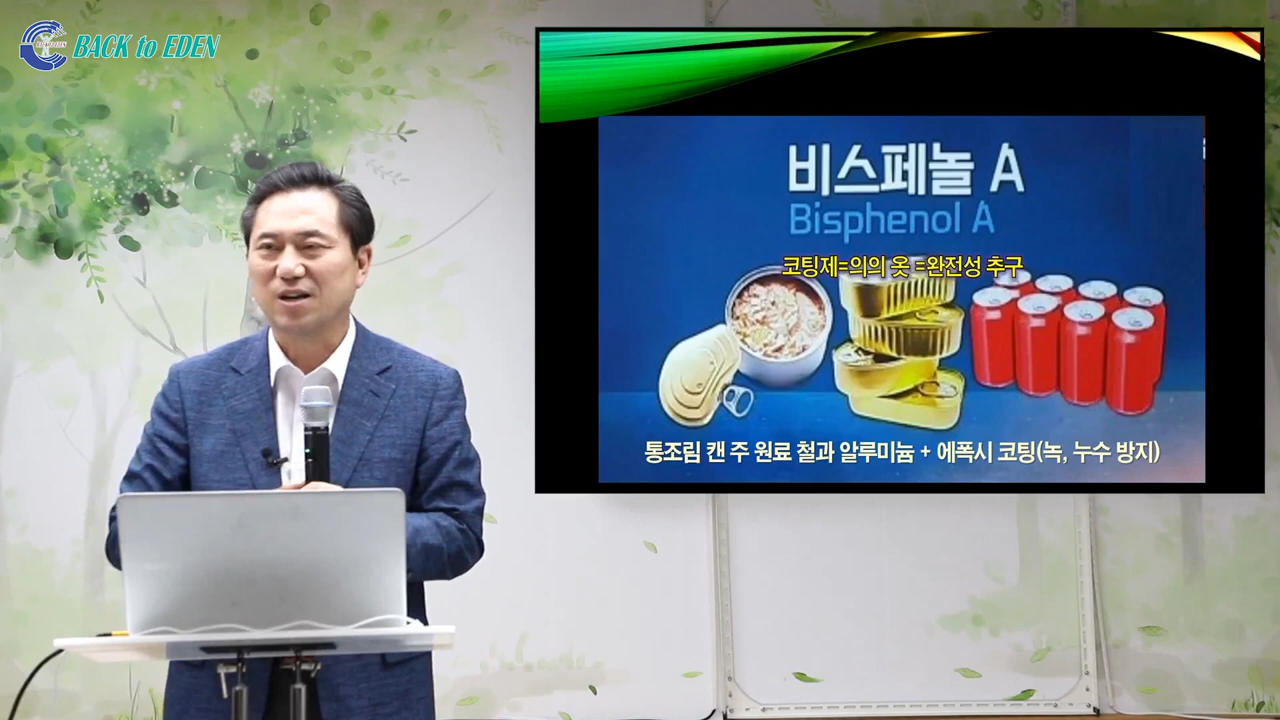 BACK to EDEN
비스페놀 A
Bisphenol A
코팅제=의의 옷 =완전성 추구
통조림 캔 주 원료 철과 알루미늄 + 에폭시 코팅(녹, 누수 방지)